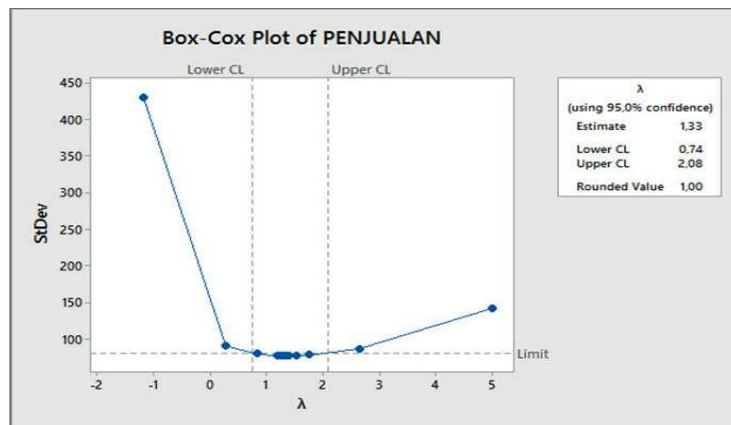 Box-Cox Plot of PENJUALAN
Lower CL
Upper CL
450
400
350
300
250
200
150
100
StDev
Limit
-2 -1 0 1 2 3 4 5
λ
λ
(using 95,0% confidence)
Estimate 1,33
Lower CL 0,74
Upper CL 2,08
Rounded Value 1,00